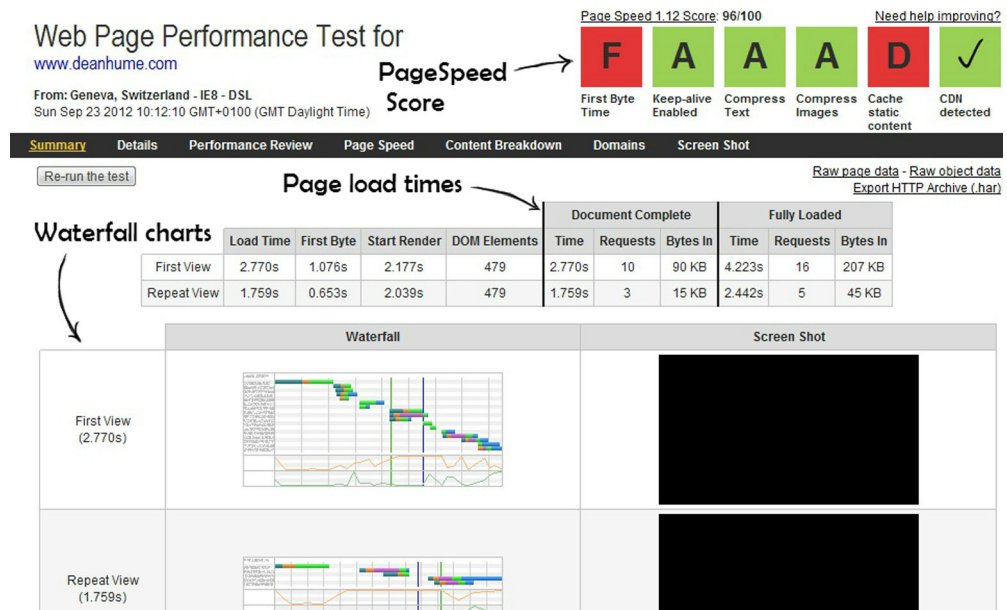 Page Speed 1.12 Score: 96/100
Need help improving?
Web Page Performance Test for
www.deanhume.com
From: Geneva, Switzerland - IE8 - DSL
Sun Sep 23 2012 10:12:10 GMT+0100 (GMT Daylight Time)
PageSpeed
Score
F A A A D ✓
First Byte Time
Keep-alive Enabled
Compress Text
Compress Images
Cache static content
CDN detected
Summary Details Performance Review Page Speed Content Breakdown Domains Screen Shot
Re-run the test
Raw page data - Raw object data
Export HTTP Archive (.har)
Page load times
Waterfall charts
Document Complete Fully Loaded
Load Time First Byte Start Render DOM Elements Time Requests Bytes In Time Requests Bytes In
First View 2.770s 1.076s 2.177s 479 2.770s 10 90 KB 4.223s 16 207 KB
Repeat View 1.759s 0.653s 2.039s 479 1.759s 3 15 KB 2.442s 5 45 KB
Waterfall Screen Shot
First View
(2.770s)
Repeat View
(1.759s)